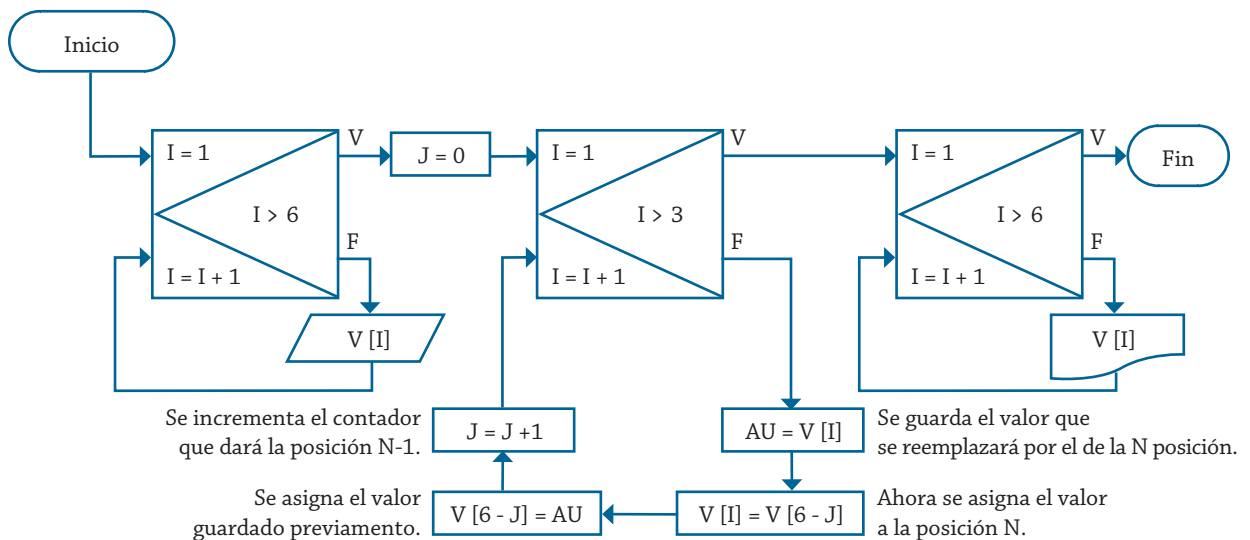 Inicio
I = 1
I > 6
I = I + 1
V
F
V [I]
J = 0
I = 1
I > 3
I = I + 1
V
F
I = 1
I > 6
I = I + 1
V
F
V [I]
Fin
Se incrementa el contador
que dará la posición N-1.
J = J +1
AU = V [I]
Se guarda el valor que
se reemplazará por el de la N posición.
Se asigna el valor
guardado previamento.
V [6 - J] = AU
V [I] = V [6 - J]
Ahora se asigna el valor
a la posición N.